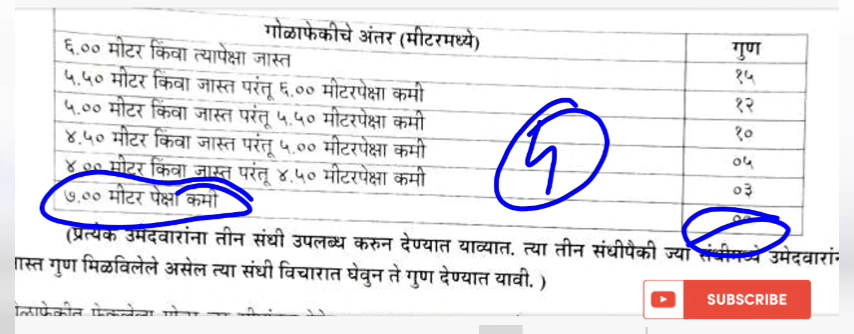 गोळाफेकीचे अंतर (मीटरमध्ये) गुण
६.०० मीटर किंवा त्यापेक्षा जास्त १५
५.५० मीटर किंवा जास्त परंतू ६.०० मीटरपेक्षा कमी १२
५.०० मीटर किंवा जास्त परंतू ५.५० मीटरपेक्षा कमी १०
४.५० मीटर किंवा जास्त परंतू ५.०० मीटरपेक्षा कमी ०५
४.०० मीटर किंवा जास्त परंतू ४.५० मीटरपेक्षा कमी ०३
७.०० मीटर पेक्षा कमी
५
(प्रत्येक उमेदवारांना तीन संधी उपलब्ध करुन देण्यात याव्यात. त्या तीन संधीपैकी ज्या संधीमध्ये उमेदवारांन
ास्त गुण मिळविलेले असेल त्या संधी विचारात घेवुन ते गुण देण्यात यावी. )
SUBSCRIBE